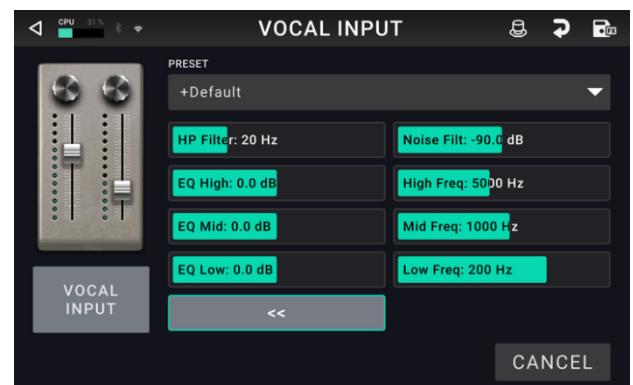 CPU 31%
VOCAL INPUT
FX
PRESET
+Default
HP Filter: 20 Hz
Noise Filt: -90.0 dB
EQ High: 0.0 dB
High Freq: 5000 Hz
EQ Mid: 0.0 dB
Mid Freq: 1000 Hz
EQ Low: 0.0 dB
Low Freq: 200 Hz
VOCAL
INPUT
<<
CANCEL